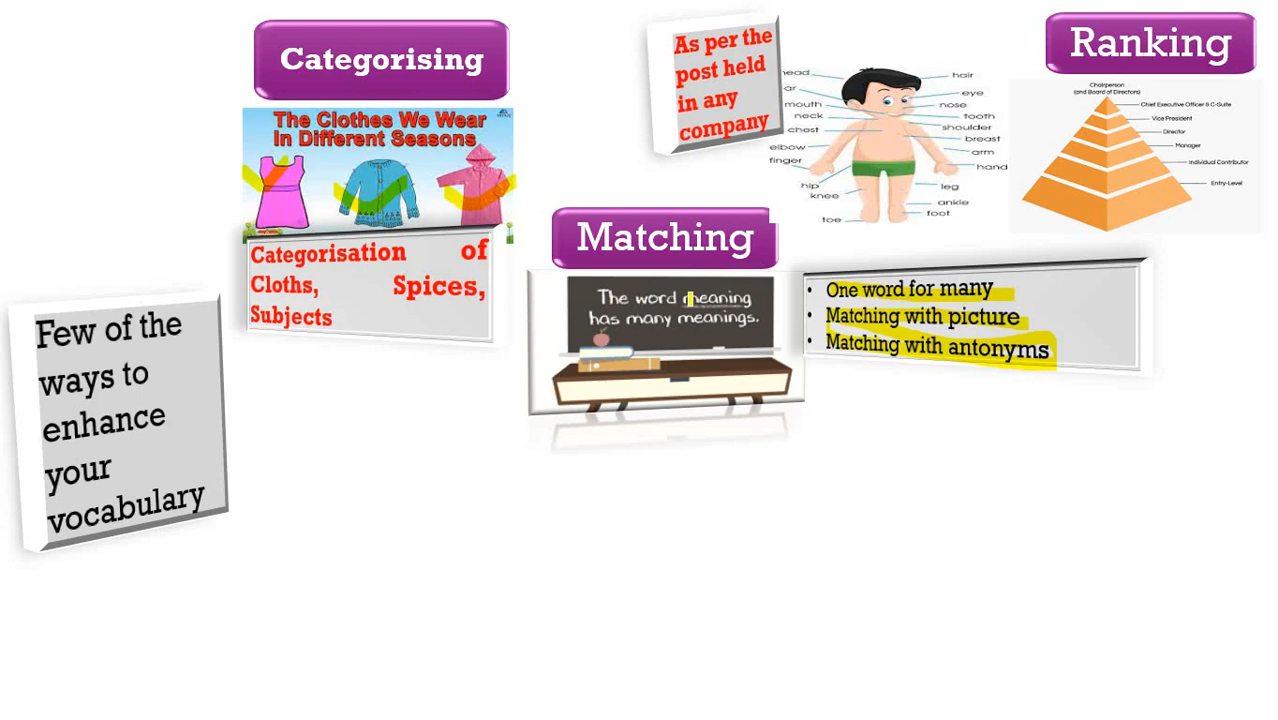 Categorising
The Clothes We Wear
In Different Seasons
Categorisation of
Cloths, Spices,
Subjects
Few of the
ways to
enhance
your
vocabulary
As per the
post held
in any
company
head
ar
mouth
neck
chest
elbow
finger
hip
knee
toe
hair
eye
nose
tooth
shoulder
breast
arm
hand
leg
ankle
foot
Ranking
Chairperson
(and Board of Directors)
Chief Executive Officer & C-Suite
Vice President
Director
Manager
Individual Contributor
Entry-Level
Matching
The word meaning
has many meanings.
• One word for many
• Matching with picture
• Matching with antonyms